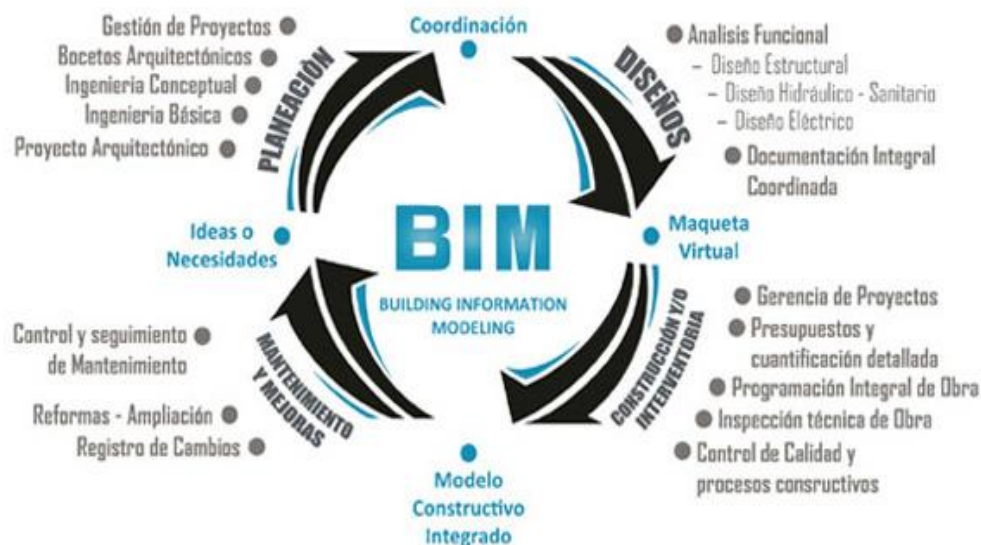 Gestión de Proyectos
Bocetos Arquitectónicos
Ingenieria Conceptual
Ingenieria Básica
Proyecto Arquitectónico
PLANEACIÓN
Coordinación
DISEÑOS
Analisis Funcional
– Diseño Estructural
– Diseño Hidráulico - Sanitario
– Diseño Eléctrico
Documentación Integral
Coordinada
Ideas o
Necesidades
BIM
BUILDING INFORMATION
MODELING
Maqueta
Virtual
CONSTRUCCIÓN Y/O
INTERVENTORIA
Gerencia de Proyectos
Presupuestos y
cuantificación detallada
Programación Integral de Obra
Inspección técnica de Obra
Control de Calidad y
procesos consructivos
Modelo
Constructivo
Integrado
MANTENIMIENTO
Y MEJORAS
Control y seguimiento
de Mantenimiento
Reformas - Ampliación
Registro de Cambios